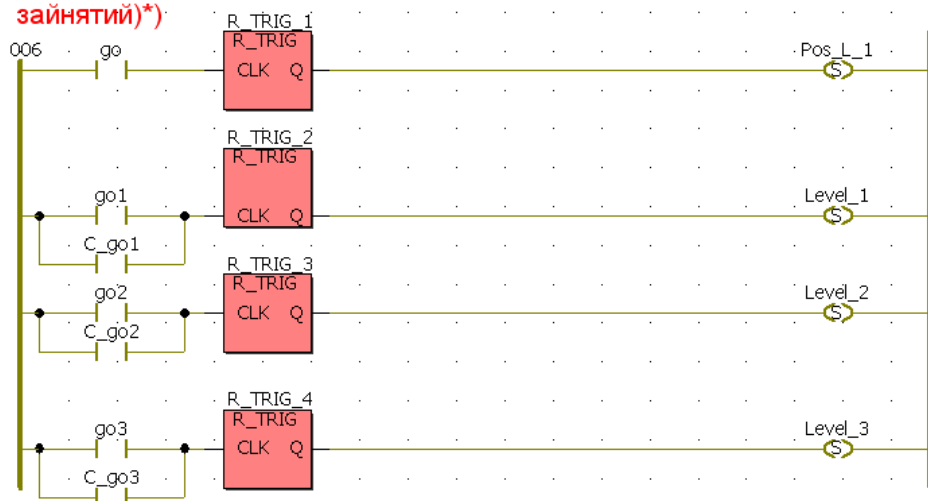 зайнятий)*)
R_TRIG_1
006 go R_TRIG Pos_L_1
CLK Q (S)
R_TRIG_2
R_TRIG
go1 Level_1
CLK Q (S)
C_go1
R_TRIG_3
go2 R_TRIG Level_2
CLK Q (S)
C_go2
R_TRIG_4
go3 R_TRIG Level_3
CLK Q (S)
C_go3